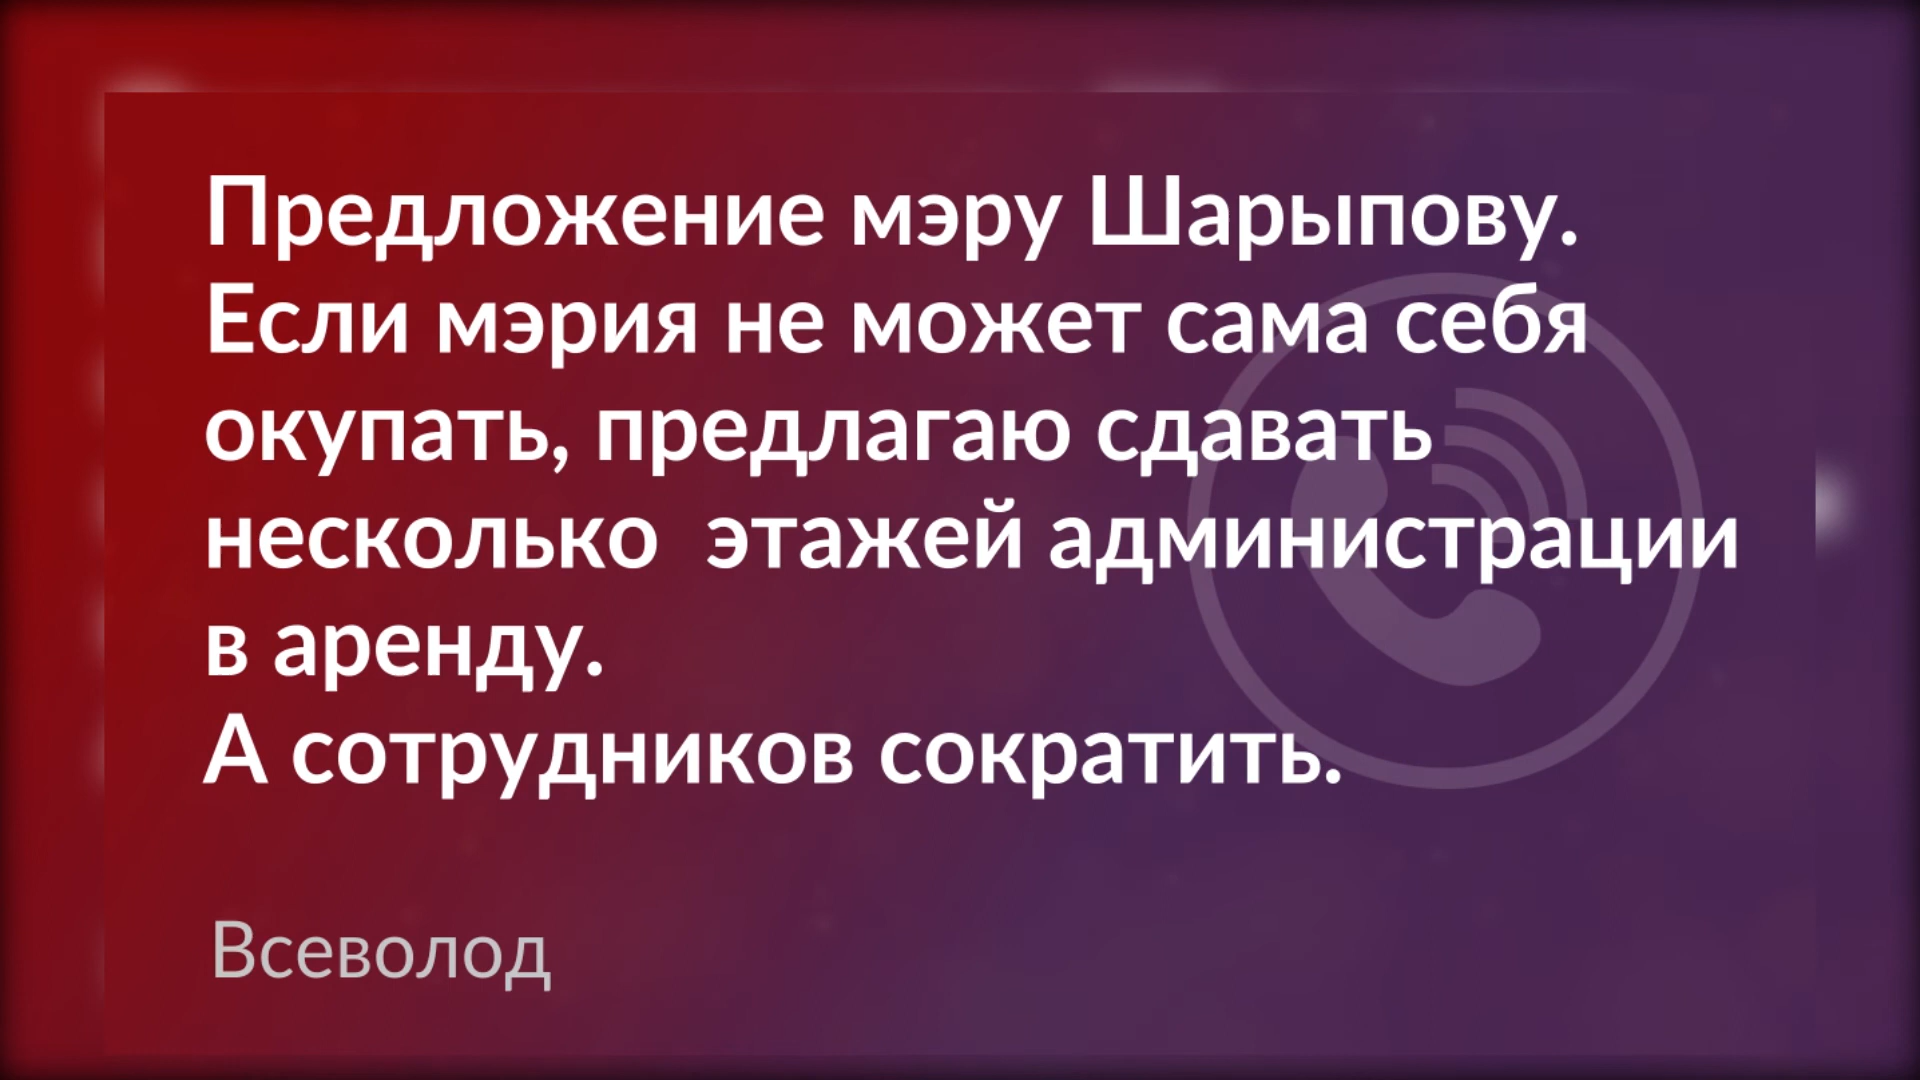 Предложение мэру Шарыпову.
Если мэрия не может сама себя
окупать, предлагаю сдавать
несколько  этажей администрации
в аренду.
А сотрудников сократить.
Всеволод